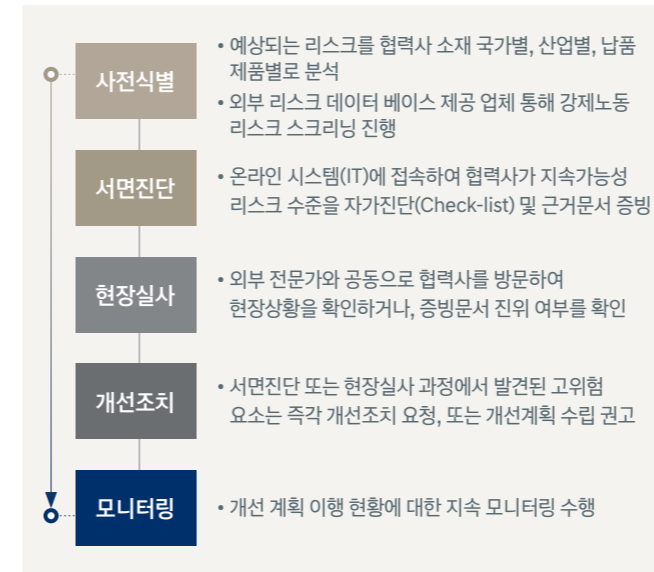 사전식별
• 예상되는 리스크를 협력사 소재 국가별, 산업별, 납품
제품별로 분석
• 외부 리스크 데이터 베이스 제공 업체 통해 강제노동
리스크 스크리닝 진행
서면진단
• 온라인 시스템(IT)에 접속하여 협력사가 지속가능성
리스크 수준을 자가진단(Check-list) 및 근거문서 증빙
현장실사
• 외부 전문가와 공동으로 협력사를 방문하여
현장상황을 확인하거나, 증빙문서 진위 여부를 확인
개선조치
• 서면진단 또는 현장실사 과정에서 발견된 고위험
요소는 즉각 개선조치 요청, 또는 개선계획 수립 권고
모니터링
• 개선 계획 이행 현황에 대한 지속 모니터링 수행